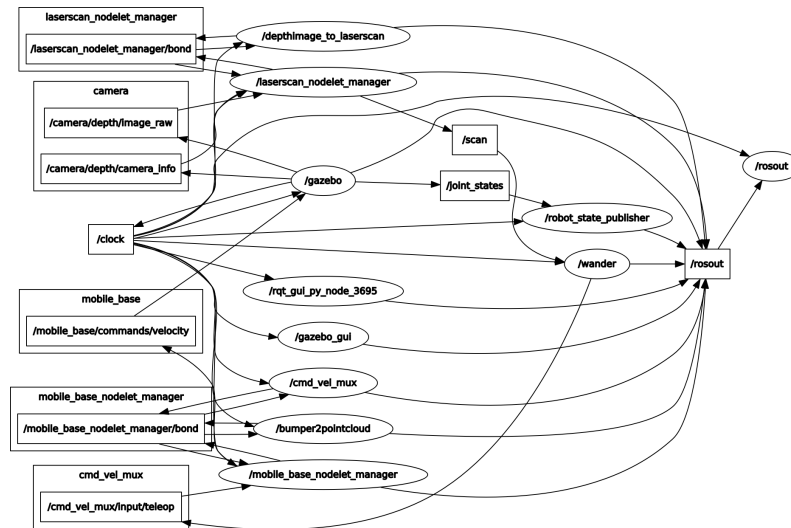 laserscan_nodelet_manager
/laserscan_nodelet_manager/bond
/depthimage_to_laserscan
/laserscan_nodelet_manager
camera
/camera/depth/image_raw
/camera/depth/camera_info
/scan
/rosout
/gazebo
/joint_states
/robot_state_publisher
/clock
/wander
/rosout
/rqt_gui_py_node_3695
mobile_base
/mobile_base/commands/velocity
/gazebo_gui
/cmd_vel_mux
mobile_base_nodelet_manager
/mobile_base_nodelet_manager/bond
/bumper2pointcloud
/mobile_base_nodelet_manager
cmd_vel_mux
/cmd_vel_mux/input/teleop